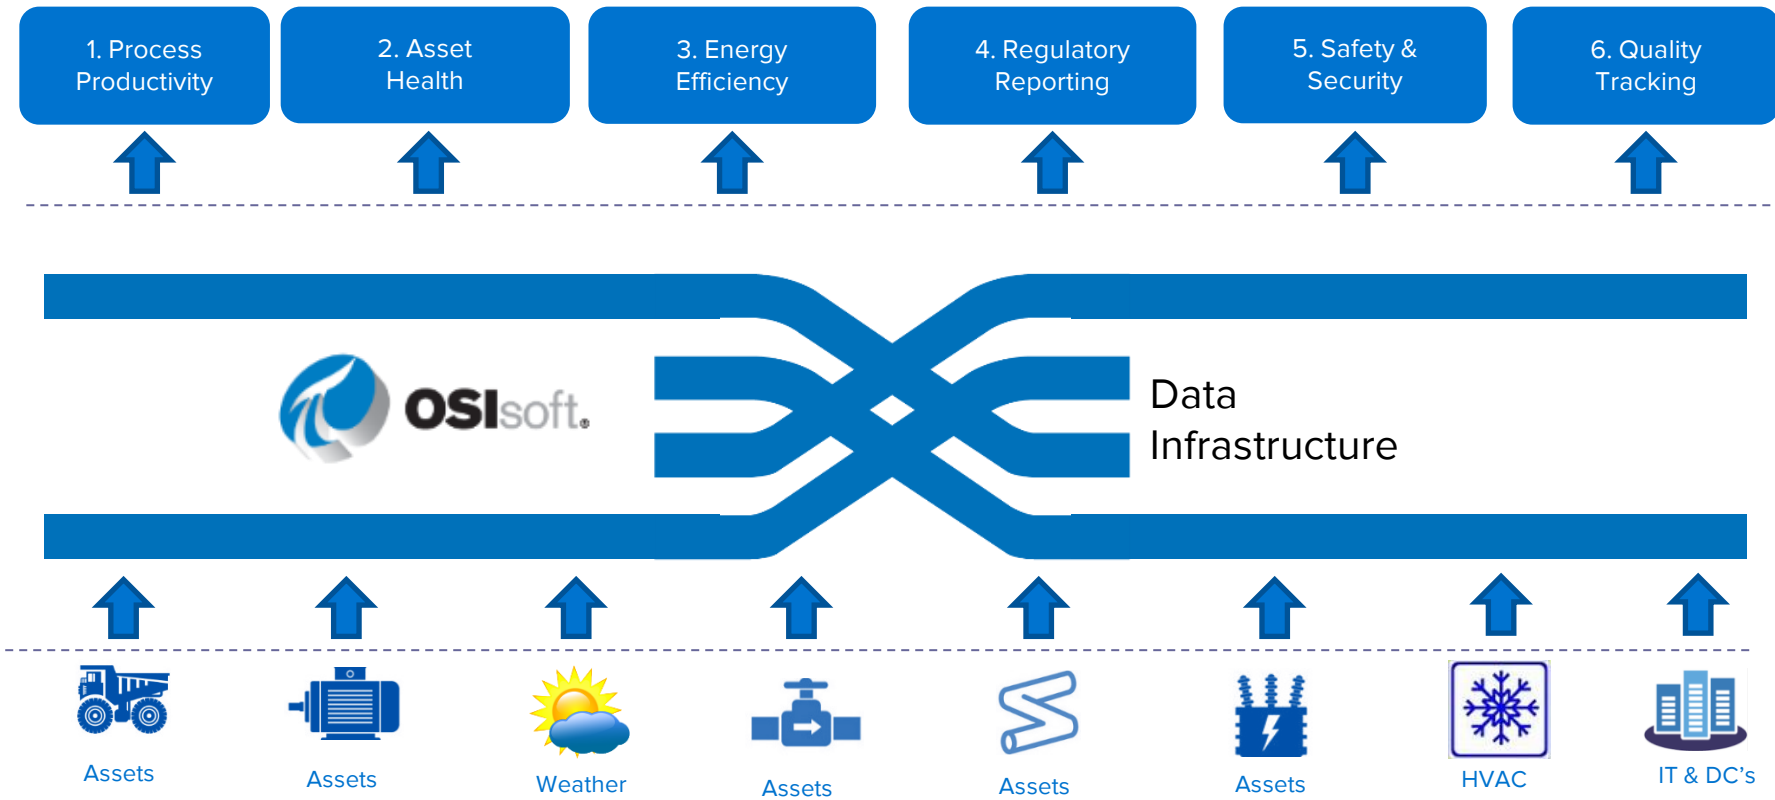 1. Process
Productivity
2. Asset
Health
3. Energy
Efficiency
4. Regulatory
Reporting
5. Safety &
Security
6. Quality
Tracking
OSIsoft®
Data
Infrastructure
Assets
Assets
Weather
Assets
Assets
Assets
HVAC
IT & DC's